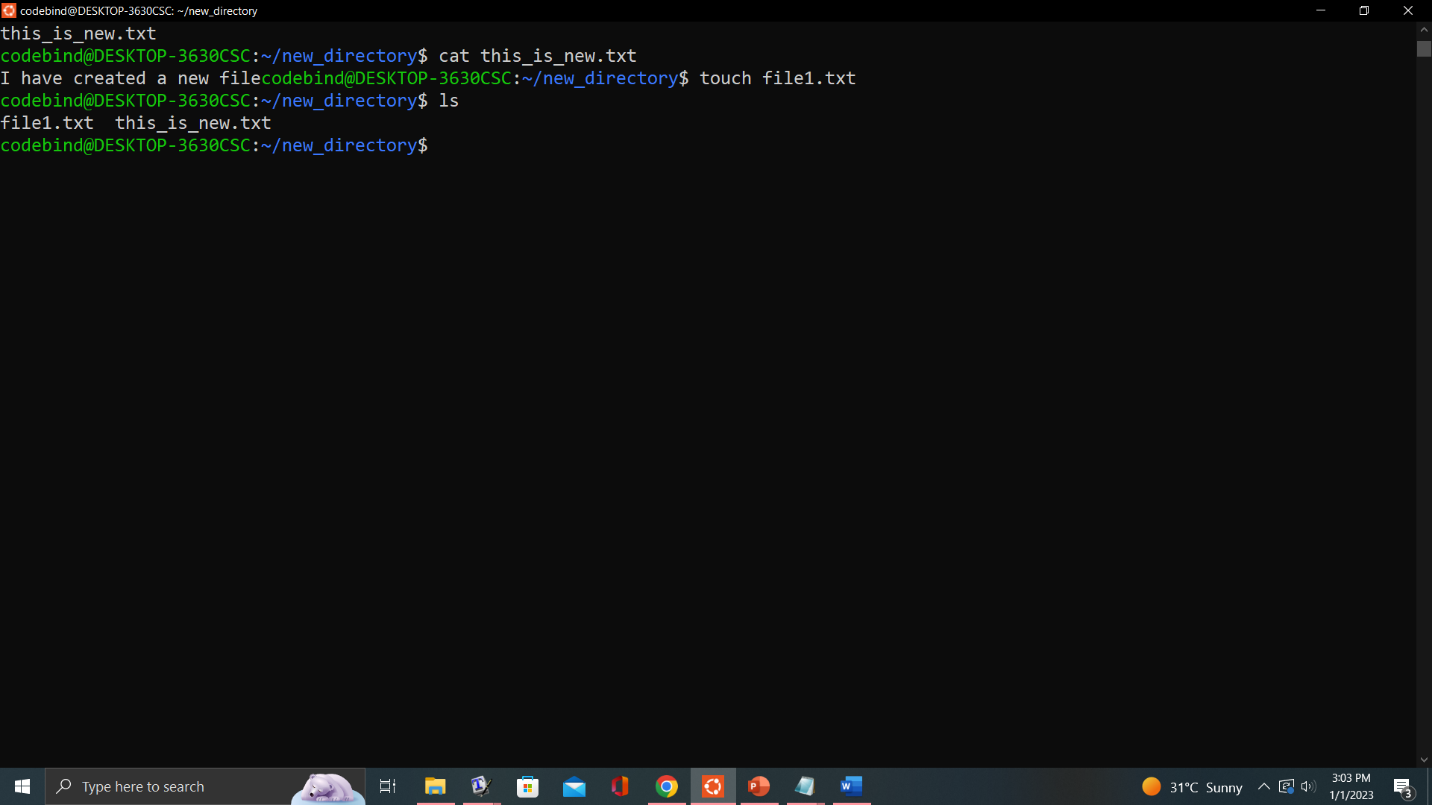 codebind@DESKTOP-3630CSC: ~/new_directory
this_is_new.txt
codebind@DESKTOP-3630CSC:~/new_directory$ cat this_is_new.txt
I have created a new filecodebind@DESKTOP-3630CSC:~/new_directory$ touch file1.txt
codebind@DESKTOP-3630CSC:~/new_directory$ ls
file1.txt  this_is_new.txt
codebind@DESKTOP-3630CSC:~/new_directory$
Type here to search
31°C Sunny
3:03 PM
1/1/2023
3